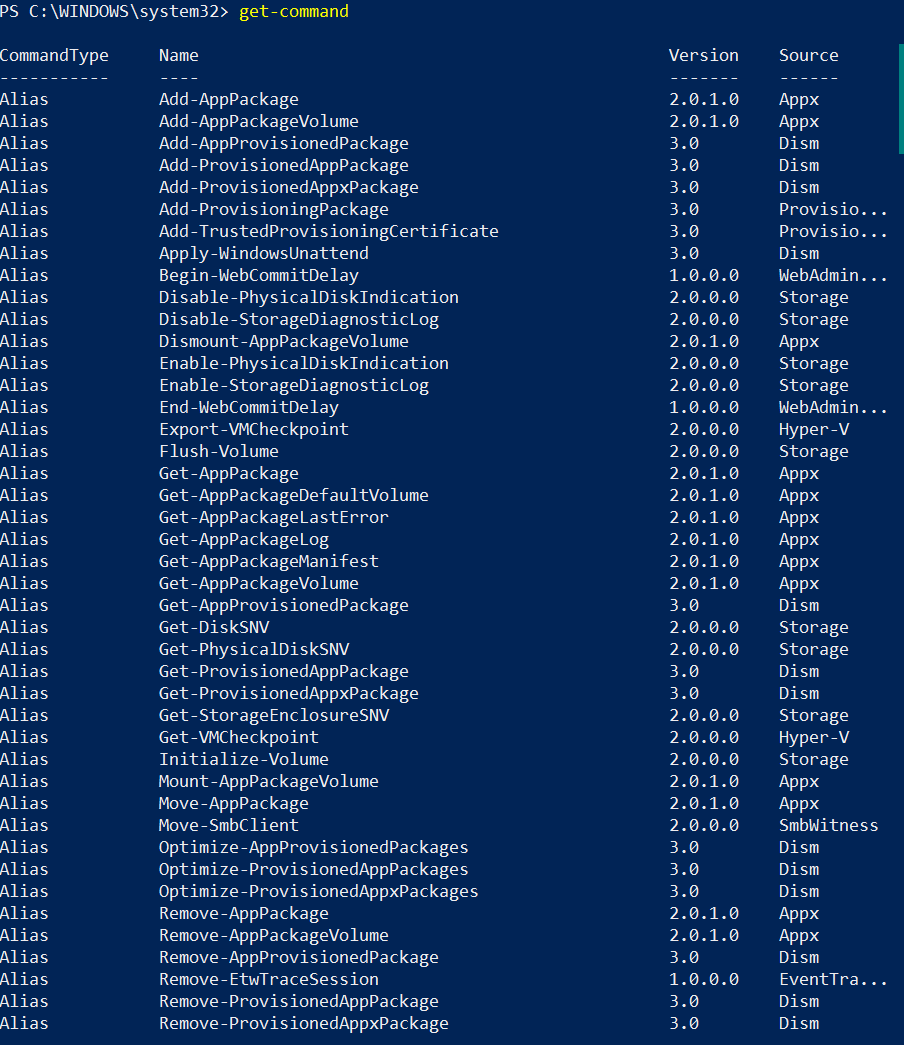 PS C:\WINDOWS\system32> get-command
CommandType Name Version Source
----------- ---- ------- ------
Alias Add-AppPackage 2.0.1.0 Appx
Alias Add-AppPackageVolume 2.0.1.0 Appx
Alias Add-AppProvisionedPackage 3.0 Dism
Alias Add-ProvisionedAppPackage 3.0 Dism
Alias Add-ProvisionedAppxPackage 3.0 Dism
Alias Add-ProvisioningPackage 3.0 Provisio...
Alias Add-TrustedProvisioningCertificate 3.0 Provisio...
Alias Apply-WindowsUnattend 3.0 Dism
Alias Begin-WebCommitDelay 1.0.0.0 WebAdmin...
Alias Disable-PhysicalDiskIndication 2.0.0.0 Storage
Alias Disable-StorageDiagnosticLog 2.0.0.0 Storage
Alias Dismount-AppPackageVolume 2.0.1.0 Appx
Alias Enable-PhysicalDiskIndication 2.0.0.0 Storage
Alias Enable-StorageDiagnosticLog 2.0.0.0 Storage
Alias End-WebCommitDelay 1.0.0.0 WebAdmin...
Alias Export-VMCheckpoint 2.0.0.0 Hyper-V
Alias Flush-Volume 2.0.0.0 Storage
Alias Get-AppPackage 2.0.1.0 Appx
Alias Get-AppPackageDefaultVolume 2.0.1.0 Appx
Alias Get-AppPackageLastError 2.0.1.0 Appx
Alias Get-AppPackageLog 2.0.1.0 Appx
Alias Get-AppPackageManifest 2.0.1.0 Appx
Alias Get-AppPackageVolume 2.0.1.0 Appx
Alias Get-AppProvisionedPackage 3.0 Dism
Alias Get-DiskSNV 2.0.0.0 Storage
Alias Get-PhysicalDiskSNV 2.0.0.0 Storage
Alias Get-ProvisionedAppPackage 3.0 Dism
Alias Get-ProvisionedAppxPackage 3.0 Dism
Alias Get-StorageEnclosureSNV 2.0.0.0 Storage
Alias Get-VMCheckpoint 2.0.0.0 Hyper-V
Alias Initialize-Volume 2.0.0.0 Storage
Alias Mount-AppPackageVolume 2.0.1.0 Appx
Alias Move-AppPackage 2.0.1.0 Appx
Alias Move-SmbClient 2.0.0.0 SmbWitness
Alias Optimize-AppProvisionedPackages 3.0 Dism
Alias Optimize-ProvisionedAppPackages 3.0 Dism
Alias Optimize-ProvisionedAppxPackages 3.0 Dism
Alias Remove-AppPackage 2.0.1.0 Appx
Alias Remove-AppPackageVolume 2.0.1.0 Appx
Alias Remove-AppProvisionedPackage 3.0 Dism
Alias Remove-EtwTraceSession 1.0.0.0 EventTra...
Alias Remove-ProvisionedAppPackage 3.0 Dism
Alias Remove-ProvisionedAppxPackage 3.0 Dism